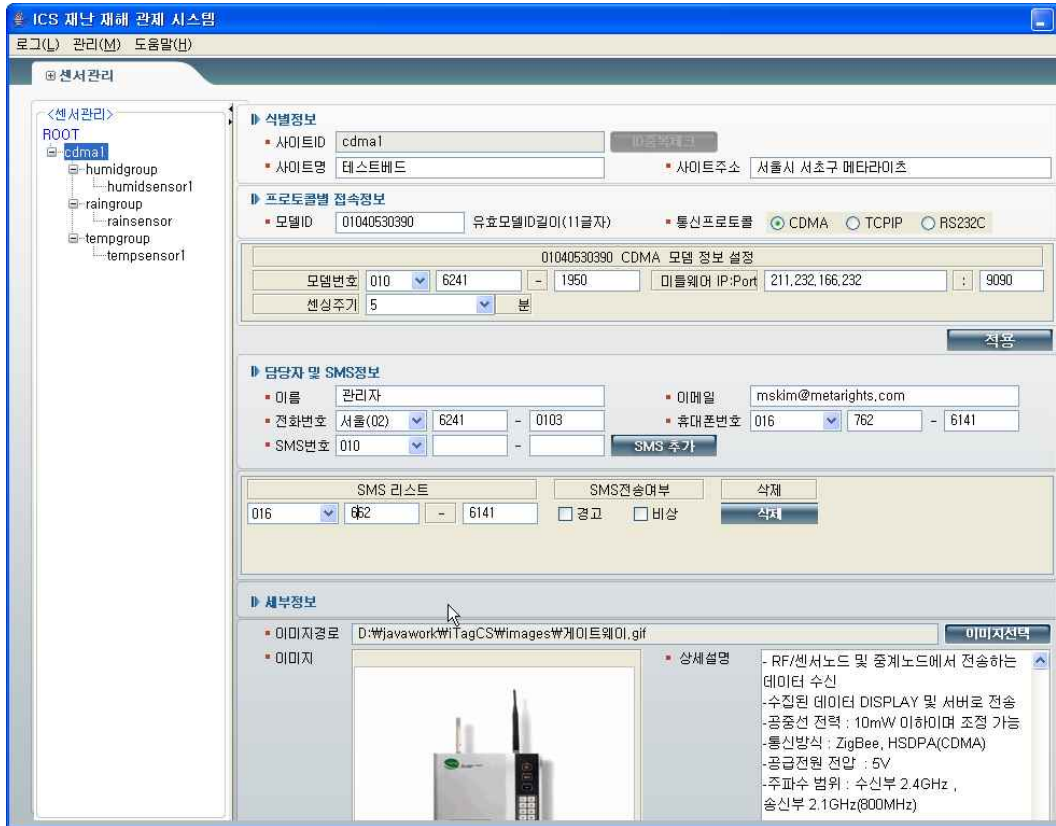 ICS 재난 재해 관제 시스템
로그(L) 관리(M) 도움말(H)
센서관리
<센서관리>
ROOT
cdma1
humidgroup
humidsensor1
raingroup
rainsensor
tempgroup
tempsensor1
식별정보
사이트ID cdma1 ID중복체크
사이트명 테스트베드 사이트주소 서울시 서초구 메타라이츠
프로토콜별 접속정보
모델ID 01040530390 유효모델ID길이(11글자) 통신프로토콜 CDMA TCPIP RS232C
01040530390 CDMA 모뎀 정보 설정
모뎀번호 010 6241 - 1950 미들웨어 IP:Port 211,232,166,232 : 9090
센싱주기 5 분
적용
담당자 및 SMS정보
이름 관리자 이메일 mskim@metarights.com
전화번호 서울(02) 6241 - 0103 휴대폰번호 016 762 - 6141
SMS번호 010 - SMS 추가
SMS 리스트 SMS전송여부 삭제
016 662 - 6141 경고 비상 삭제
세부정보
이미지경로 D:₩javawork₩iTagCS₩images₩게이트웨이.gif 이미지선택
이미지 상세설명
- RF/센서노드 및 중계노드에서 전송하는
데이터 수신
-수집된 데이터 DISPLAY 및 서버로 전송
-공중선 전력 : 10mW 이하이며 조정 가능
-통신방식 : ZigBee, HSDPA(CDMA)
-공급전원 전압 : 5V
-주파수 범위 : 수신부 2.4GHz ,
송신부 2.1GHz(800MHz)